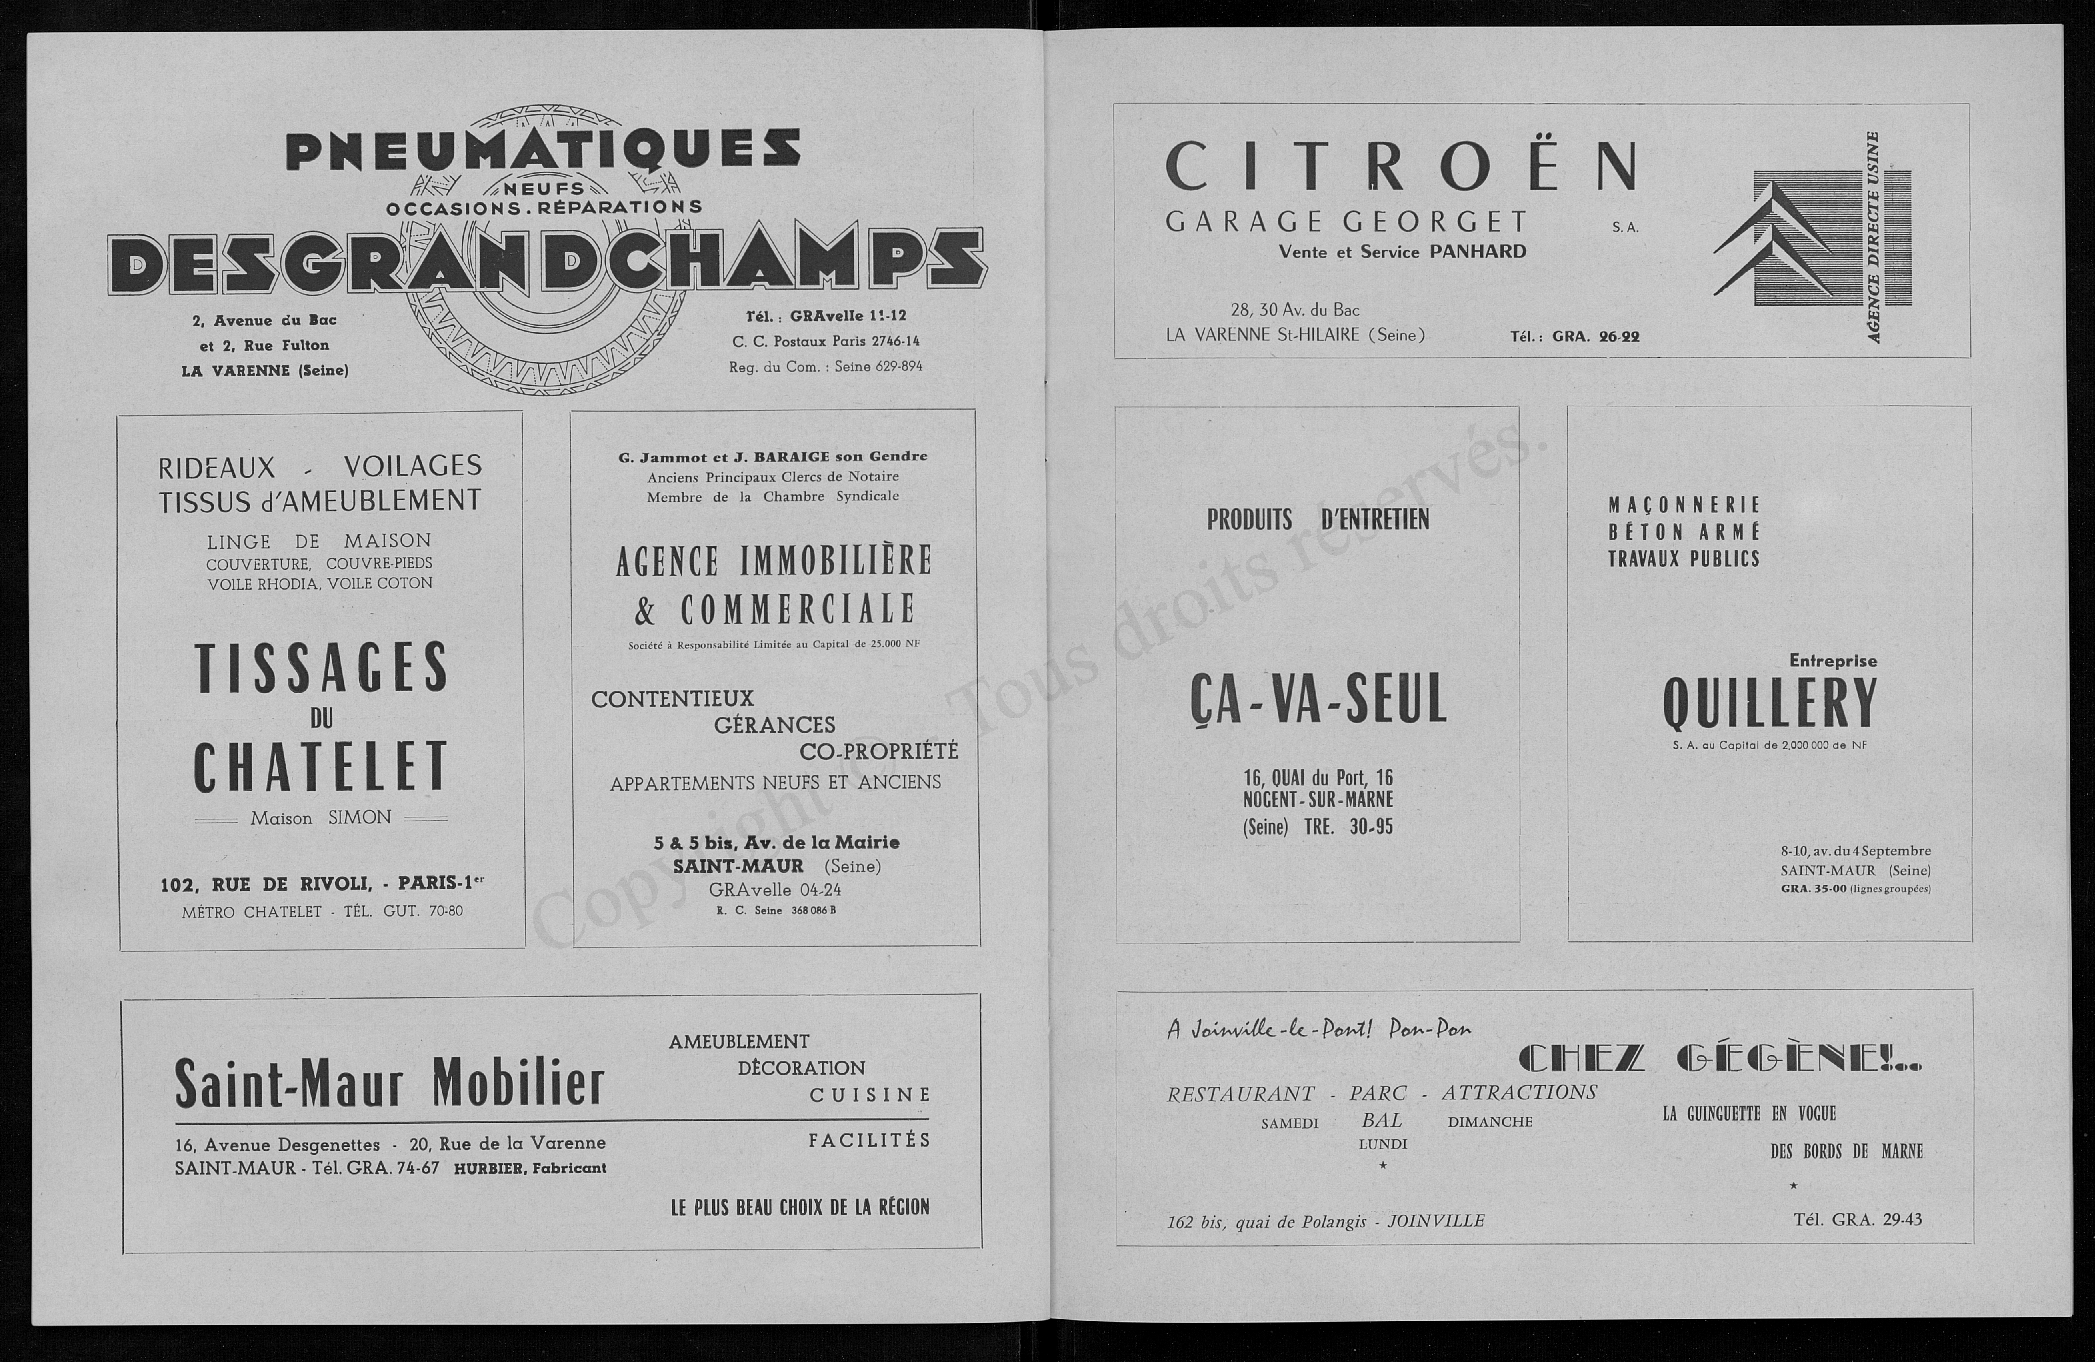 PNEUMATIQUES
NEUFS
OCCASIONS. RÉPARATIONS
DESGRANDCHAMPS
2, Avenue du Bac
et 2, Rue Fulton
LA VARENNE (Seine)
Tél. : GRAvelle 11-12
C. C. Postaux Paris 2746-14
Reg. du Com. : Seine 629-894
RIDEAUX - VOILAGES
TISSUS d'AMEUBLEMENT
LINGE DE MAISON
COUVERTURE, COUVRE-PIEDS
VOILE RHODIA, VOILE COTON
TISSAGES
DU
CHATELET
Maison SIMON
102, RUE DE RIVOLI, - PARIS-1er
MÉTRO CHATELET - TÉL. GUT. 70-80
G. Jammot et J. BARAIGE son Gendre
Anciens Principaux Clercs de Notaire
Membre de la Chambre Syndicale
AGENCE IMMOBILIÈRE
& COMMERCIALE
Société à Responsabilité Limitée au Capital de 25.000 NF
CONTENTIEUX
GÉRANCES
CO-PROPRIÉTÉ
APPARTEMENTS NEUFS ET ANCIENS
5 & 5 bis, Av. de la Mairie
SAINT-MAUR (Seine)
GRAvelle 04-24
R. C. Seine 368 086 B
Saint-Maur Mobilier
16, Avenue Desgenettes - 20, Rue de la Varenne
SAINT-MAUR - Tél. GRA. 74-67 HURBIER, Fabricant
AMEUBLEMENT
DÉCORATION
CUISINE
FACILITÉS
LE PLUS BEAU CHOIX DE LA RÉGION
CITROËN
GARAGE GEORGET S.A.
Vente et Service PANHARD
28, 30 Av. du Bac
LA VARENNE St-HILAIRE (Seine) Tél.: GRA. 26-22
AGENCE DIRECTE USINE
PRODUITS D'ENTRETIEN
ÇA-VA-SEUL
16, QUAI du Port, 16
NOGENT-SUR-MARNE
(Seine) TRE. 30-95
MAÇONNERIE
BÉTON ARMÉ
TRAVAUX PUBLICS
Entreprise
QUILLERY
S. A. au Capital de 2,000 000 de NF
8-10, av. du 4 Septembre
SAINT-MAUR (Seine)
GRA. 35-00 (lignes groupées)
A Joinville-le-Pont! Pon-Pon
CHEZ GÉGÈNE!...
RESTAURANT - PARC - ATTRACTIONS
SAMEDI BAL DIMANCHE
LUNDI
LA GUINGUETTE EN VOGUE
DES BORDS DE MARNE
162 bis, quai de Polangis - JOINVILLE
Tél. GRA. 29-43
Copyright © - Tous droits réservés.